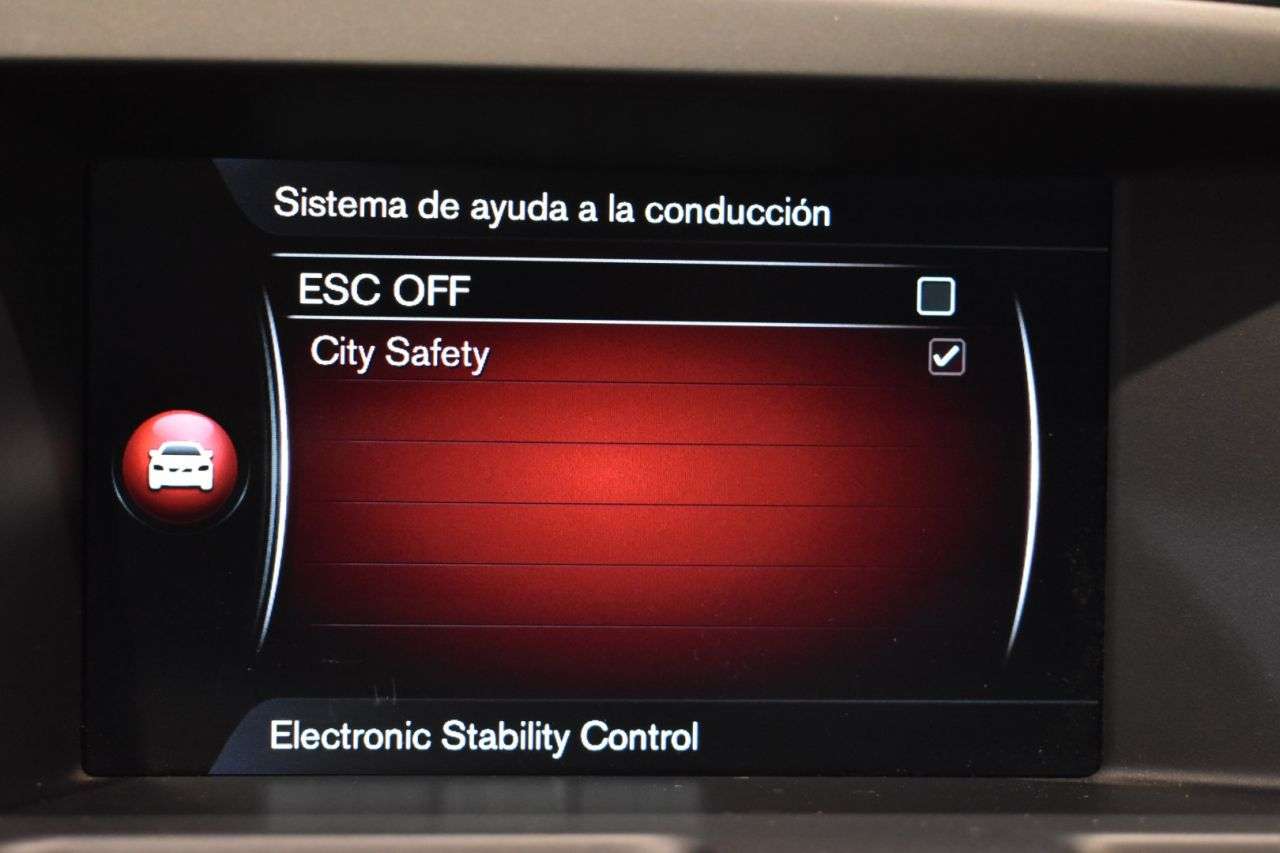 Sistema de ayuda a la conducción
ESC OFF
City Safety
Electronic Stability Control